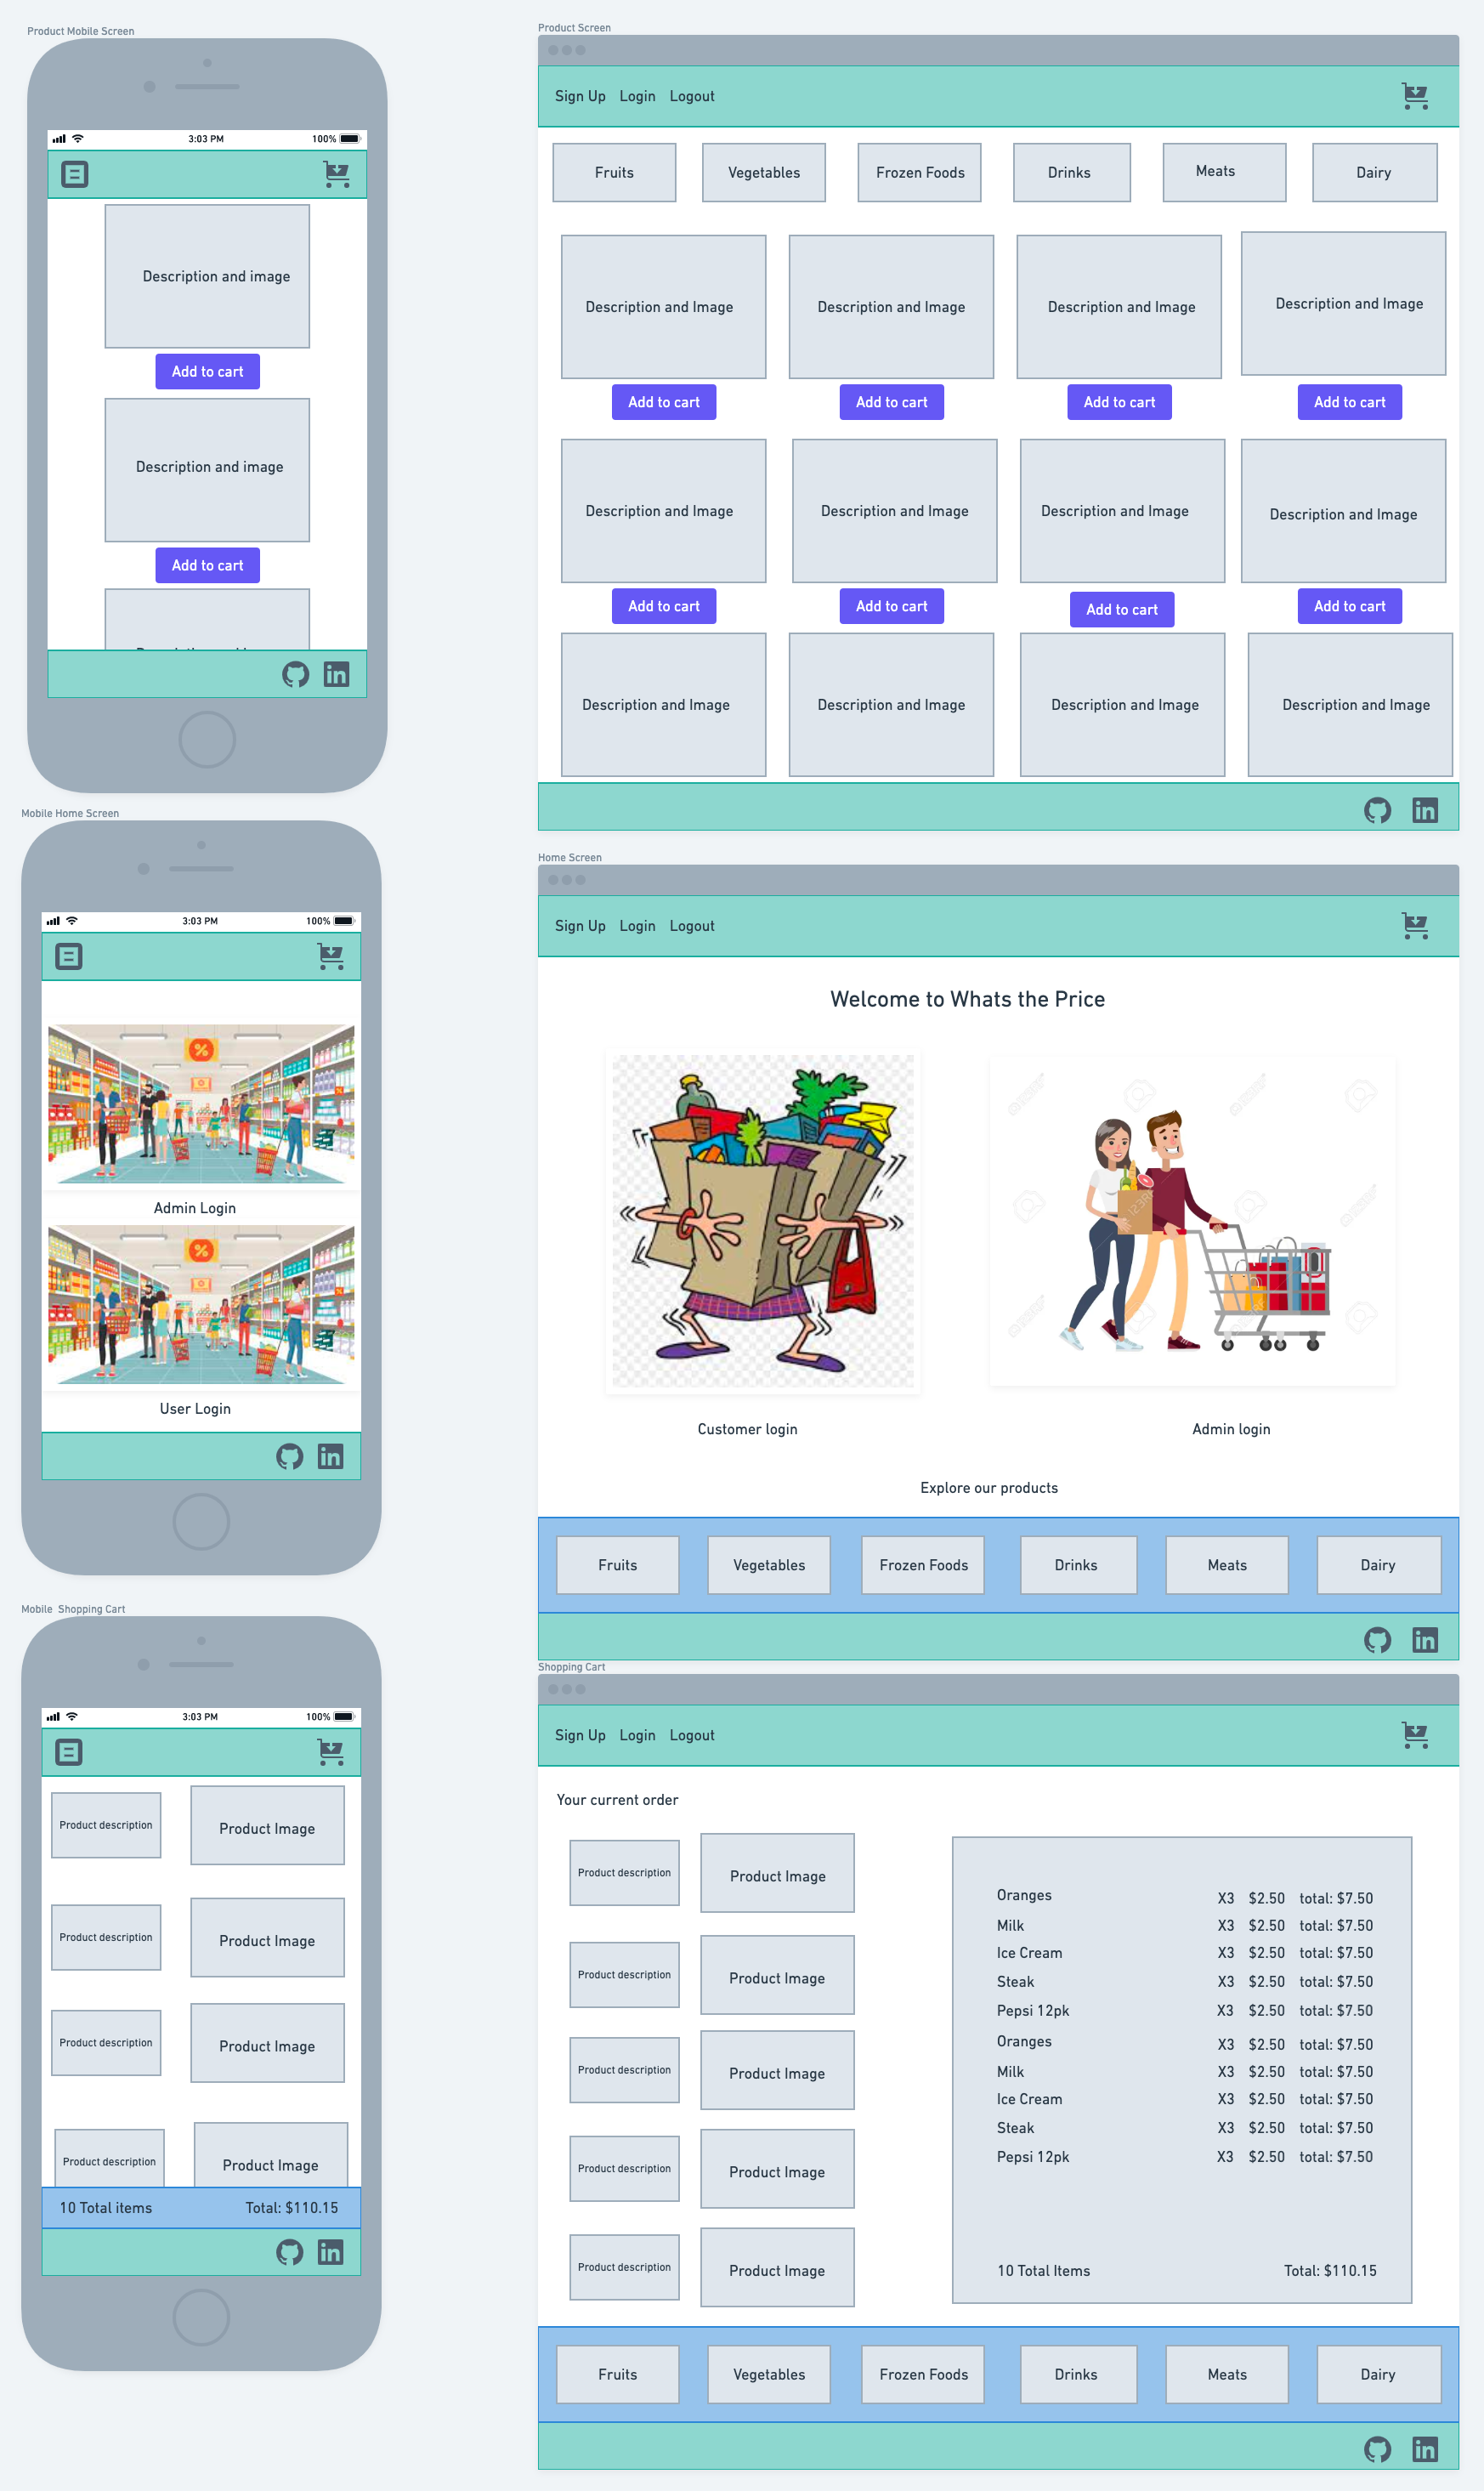 Product Mobile Screen
3:03 PM 100%
Description and image
Add to cart
Description and image
Add to cart
Product Screen
Sign Up Login Logout
Fruits Vegetables Frozen Foods Drinks Meats Dairy
Description and Image Description and Image Description and Image Description and Image
Add to cart Add to cart Add to cart Add to cart
Description and Image Description and Image Description and Image Description and Image
Add to cart Add to cart Add to cart Add to cart
Description and Image Description and Image Description and Image Description and Image
Mobile Home Screen
3:03 PM 100%
Admin Login
User Login
Home Screen
Sign Up Login Logout
Welcome to Whats the Price
Customer login Admin login
Explore our products
Fruits Vegetables Frozen Foods Drinks Meats Dairy
Mobile Shopping Cart
3:03 PM 100%
Product description Product Image
Product description Product Image
Product description Product Image
Product description Product Image
10 Total items Total: $110.15
Shopping Cart
Sign Up Login Logout
Your current order
Product description Product Image
Product description Product Image
Product description Product Image
Product description Product Image
Product description Product Image
Oranges X3 $2.50 total: $7.50
Milk X3 $2.50 total: $7.50
Ice Cream X3 $2.50 total: $7.50
Steak X3 $2.50 total: $7.50
Pepsi 12pk X3 $2.50 total: $7.50
Oranges X3 $2.50 total: $7.50
Milk X3 $2.50 total: $7.50
Ice Cream X3 $2.50 total: $7.50
Steak X3 $2.50 total: $7.50
Pepsi 12pk X3 $2.50 total: $7.50
10 Total Items Total: $110.15
Fruits Vegetables Frozen Foods Drinks Meats Dairy